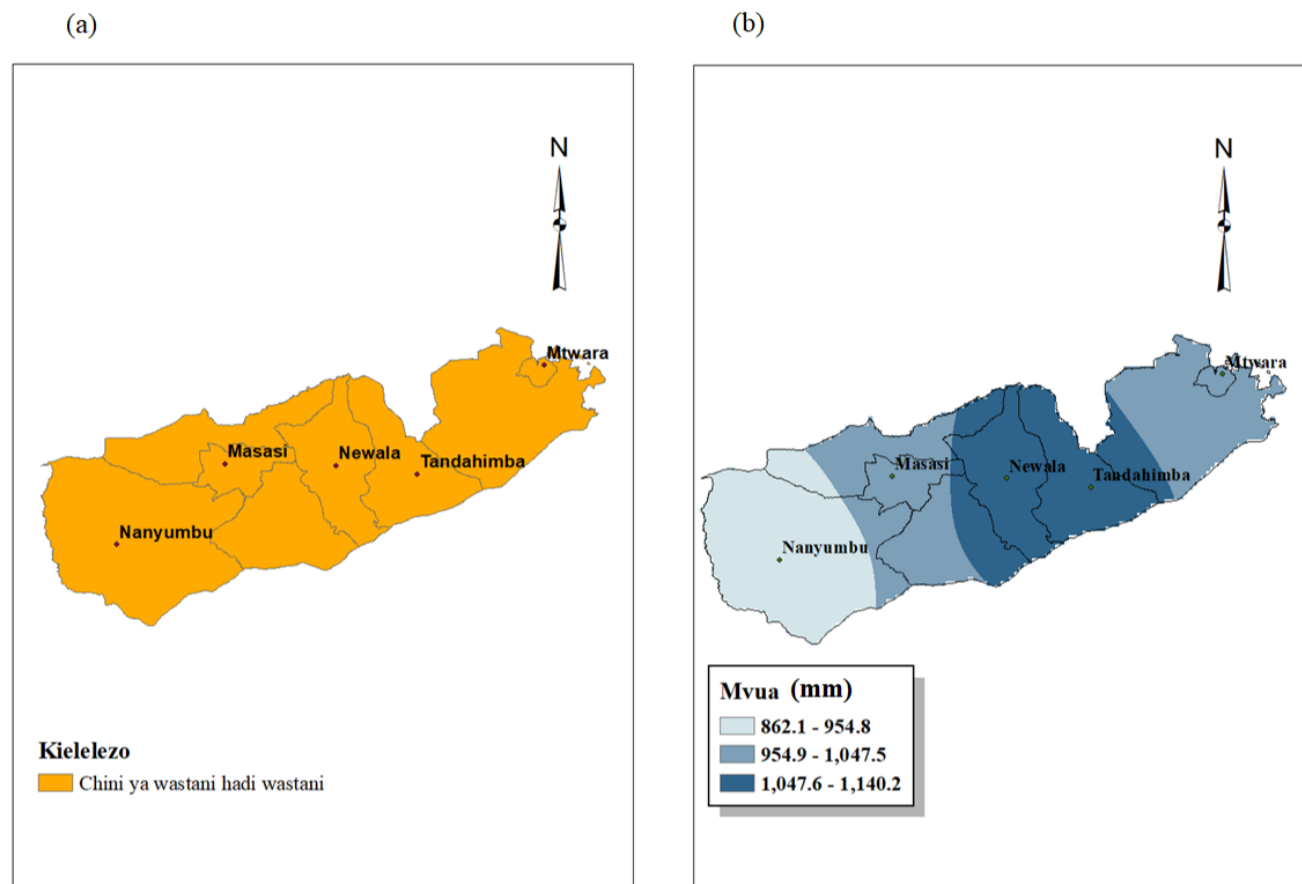 (a)
N
Mtwara
Masasi
Newala
Tandahimba
Nanyumbu
Kielelezo
Chini ya wastani hadi wastani
(b)
N
Mtwara
Masasi
Newala
Tandahimba
Nanyumbu
Mvua (mm)
862.1 - 954.8
954.9 - 1,047.5
1,047.6 - 1,140.2